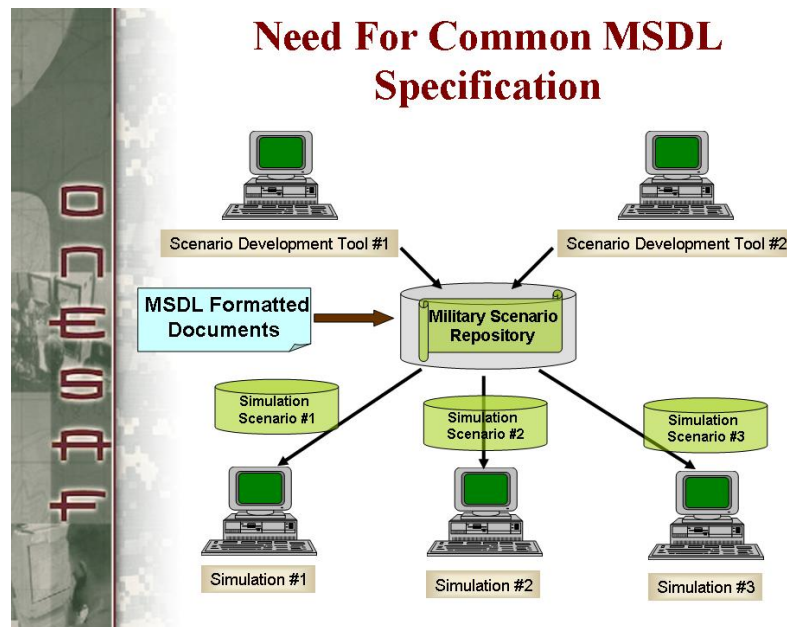 Need For Common MSDL
Specification
ONESAF
Scenario Development Tool #1
Scenario Development Tool #2
MSDL Formatted
Documents
Military Scenario
Repository
Simulation
Scenario #1
Simulation
Scenario #2
Simulation
Scenario #3
Simulation #1
Simulation #2
Simulation #3